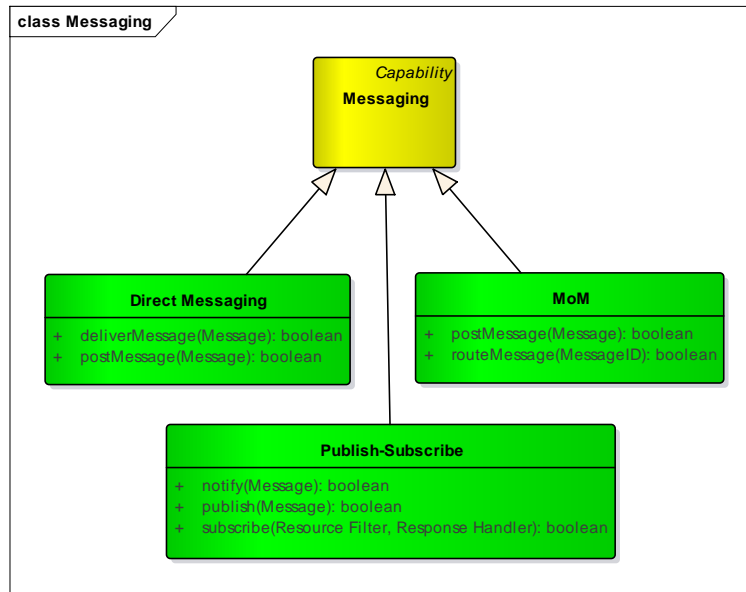 class Messaging
Capability
Messaging
Direct Messaging
+ deliverMessage(Message): boolean
+ postMessage(Message): boolean
MoM
+ postMessage(Message): boolean
+ routeMessage(MessageID): boolean
Publish-Subscribe
+ notify(Message): boolean
+ publish(Message): boolean
+ subscribe(Resource Filter, Response Handler): boolean